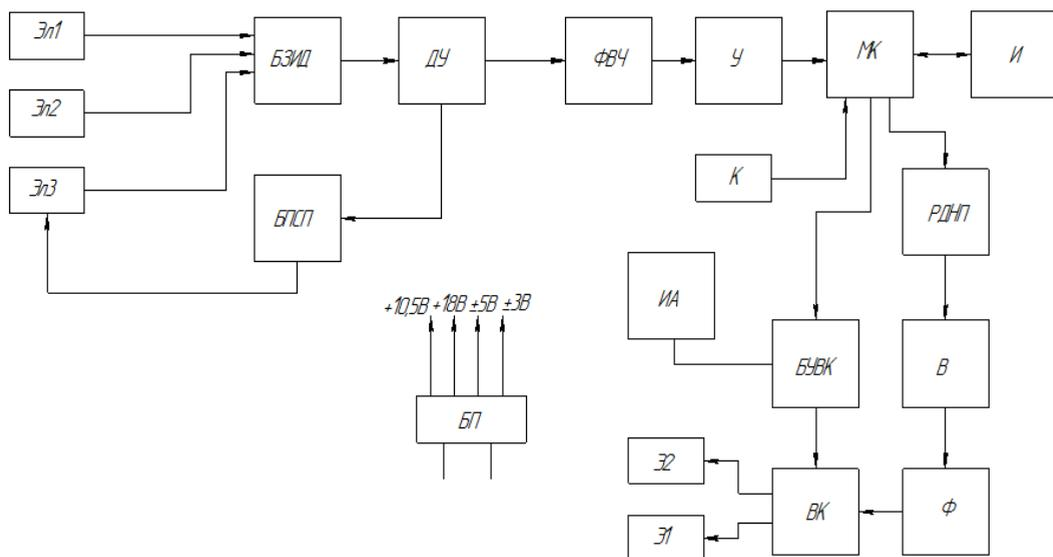 Эл1
БЗИД
ДУ
ФВЧ
У
МК
И
Эл2
Эл3
К
БПСП
РДНП
ИА
+10,5В +18В ±5В ±3В
БУВК
В
БП
Э2
ВК
Ф
Э1